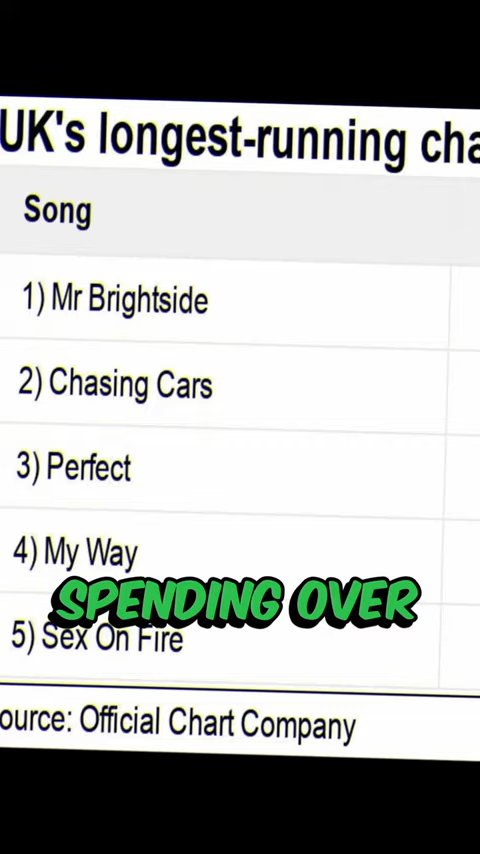 UK's longest-running cha
Song
1) Mr Brightside
2) Chasing Cars
3) Perfect
4) My Way
SPENDING OVER
5) Sex On Fire
ource: Official Chart Company